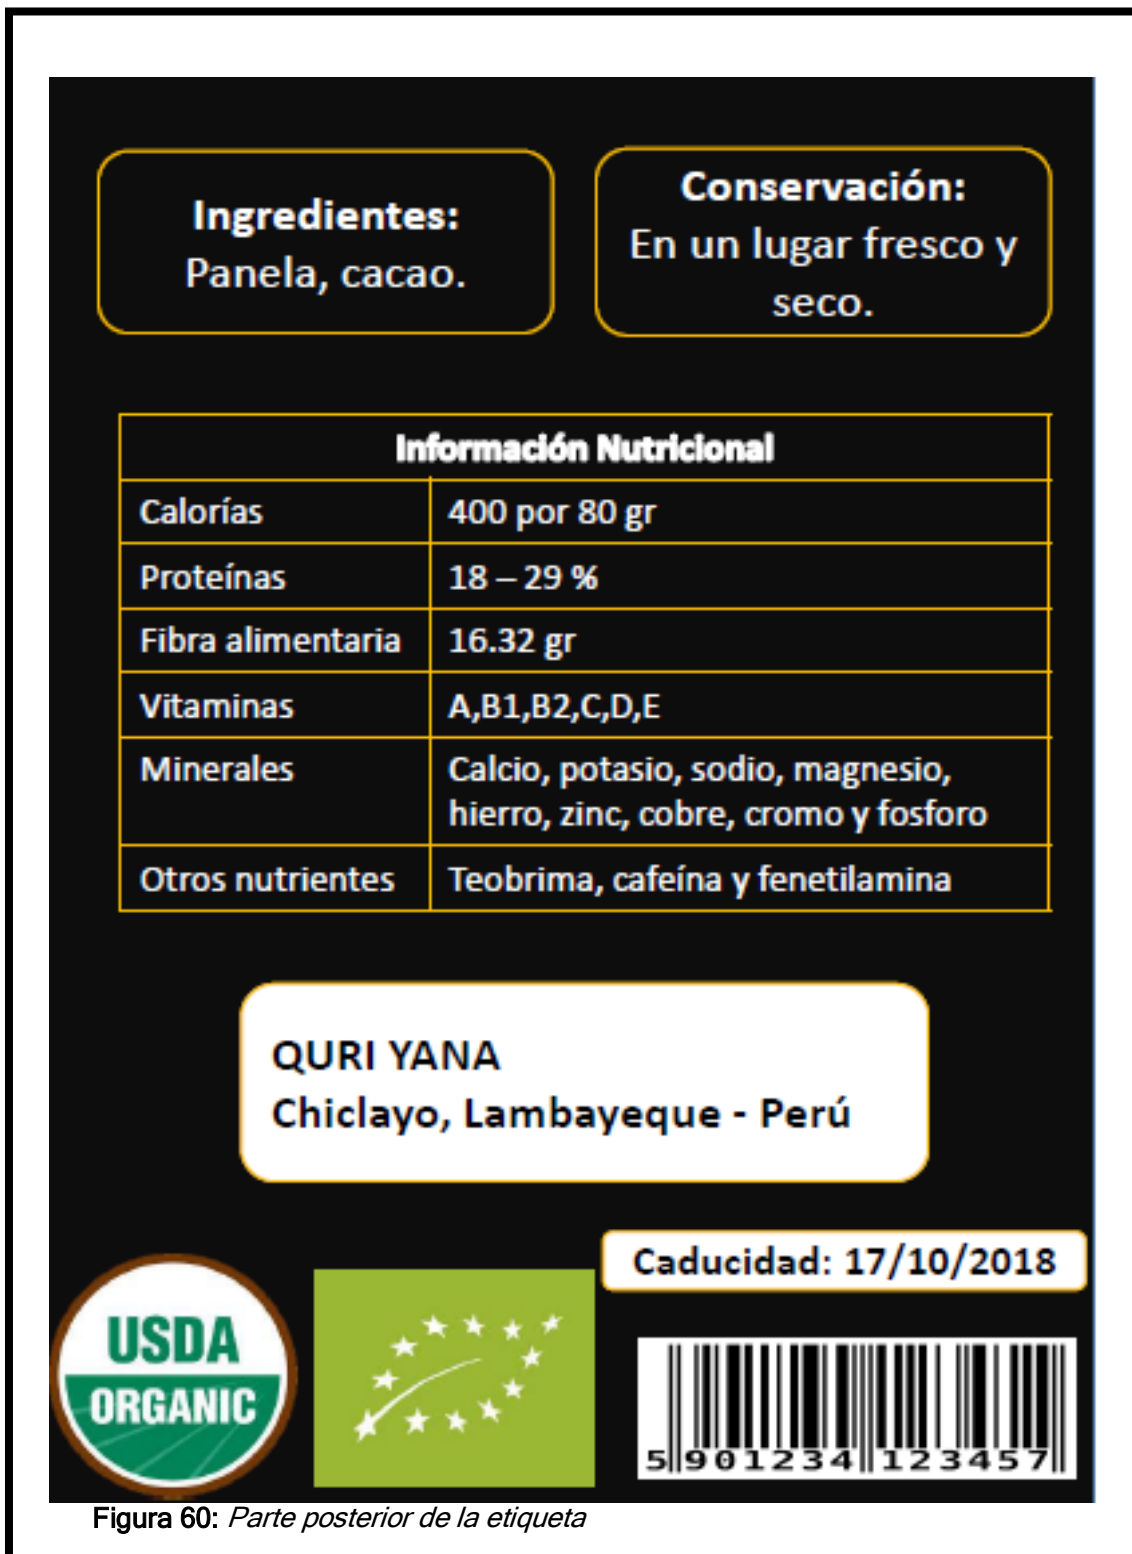 Ingredientes:
Panela, cacao.
Conservación:
En un lugar fresco y
seco.
Información Nutricional
Calorías 400 por 80 gr
Proteínas 18 – 29 %
Fibra alimentaria 16.32 gr
Vitaminas A,B1,B2,C,D,E
Minerales Calcio, potasio, sodio, magnesio,
hierro, zinc, cobre, cromo y fosforo
Otros nutrientes Teobrima, cafeína y fenetilamina
QURI YANA
Chiclayo, Lambayeque - Perú
Caducidad: 17/10/2018
USDA
ORGANIC
5 901234 123457
Figura 60: Parte posterior de la etiqueta